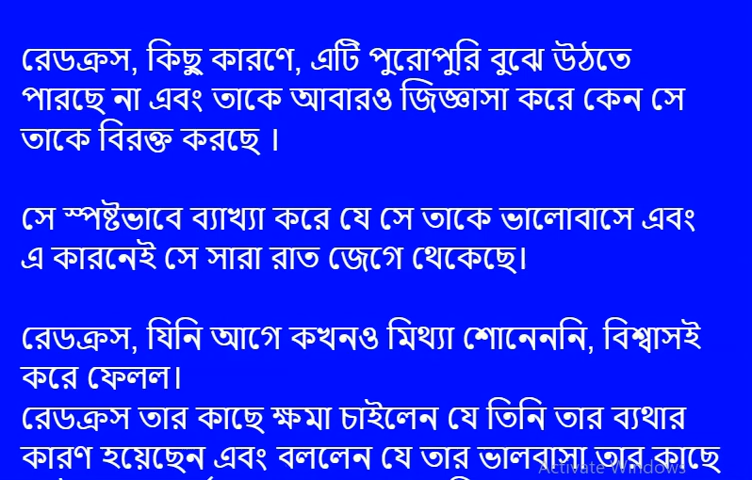 রেডক্রস, কিছু কারণে, এটি পুরোপুরি বুঝে উঠতে
পারছে না এবং তাকে আবারও জিজ্ঞাসা করে কেন সে
তাকে বিরক্ত করছে ।
সে স্পষ্টভাবে ব্যাখ্যা করে যে সে তাকে ভালোবাসে এবং
এ কারনেই সে সারা রাত জেগে থেকেছে।
রেডক্রস, যিনি আগে কখনও মিথ্যা শোনেননি, বিশ্বাসই
করে ফেলল।
রেডক্রস তার কাছে ক্ষমা চাইলেন যে তিনি তার ব্যথার
কারণ হয়েছেন এবং বললেন যে তার ভালবাসা তার কাছে
Activate Windows